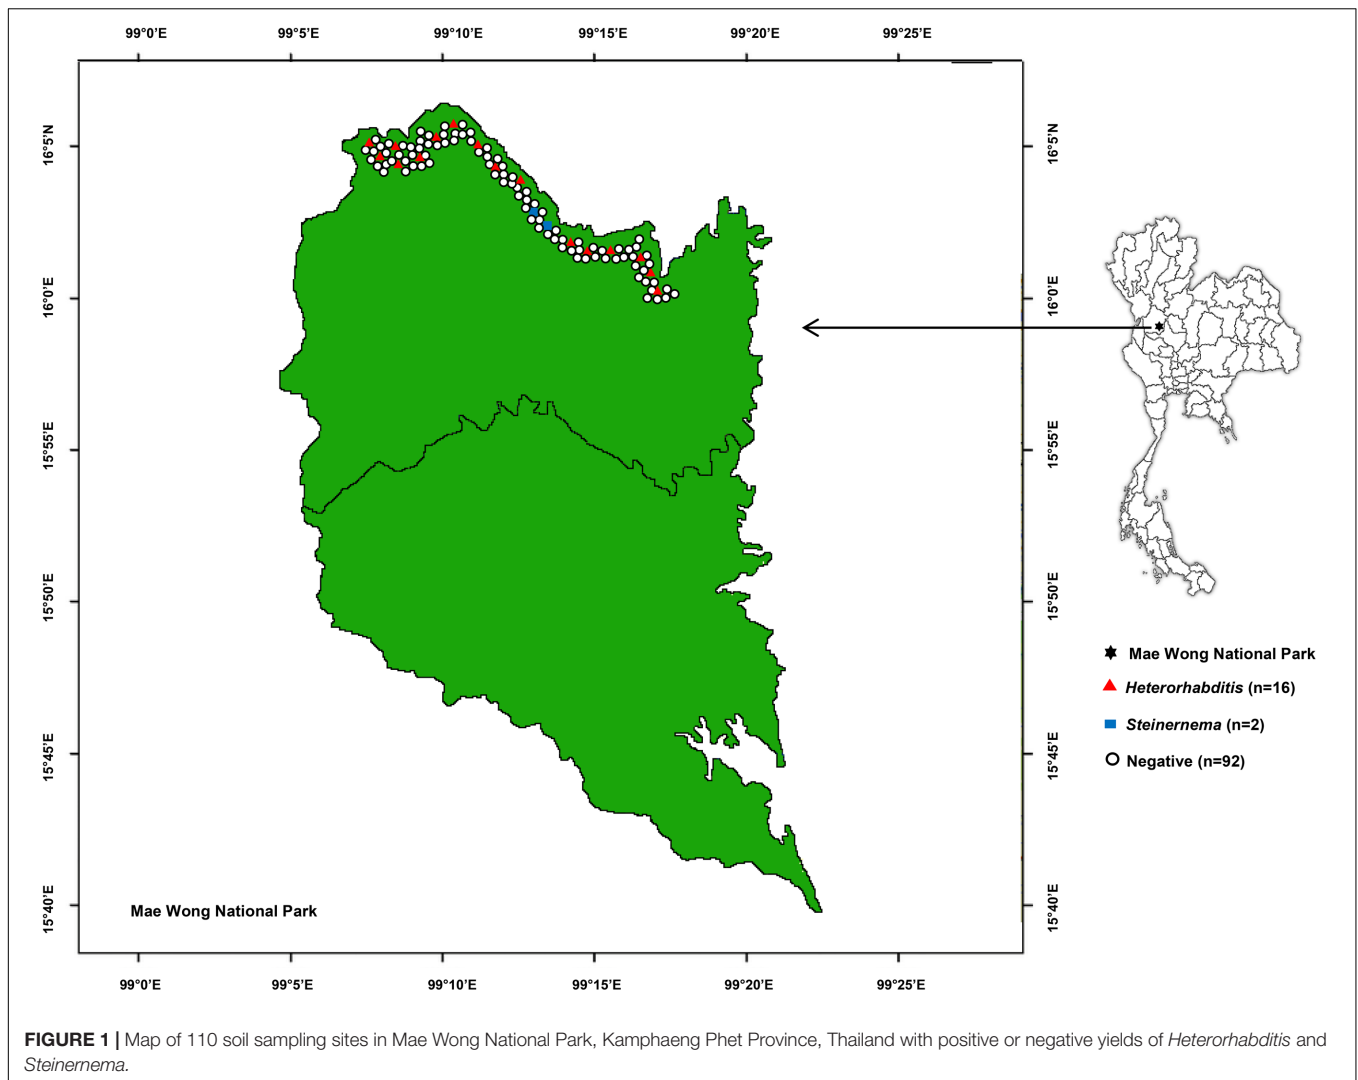 99°0’E 99°5’E 99°10’E 99°15’E 99°20’E 99°25’E
16°5’N 16°5’N
16°0’E 16°0’E
15°55’E 15°55’E
15°50’E 15°50’E
Mae Wong National Park
Heterorhabditis (n=16)
Steinernema (n=2)
15°45’E 15°45’E
Negative (n=92)
15°40’E 15°40’E
Mae Wong National Park
99°0’E 99°5’E 99°10’E 99°15’E 99°20’E 99°25’E
FIGURE 1 | Map of 110 soil sampling sites in Mae Wong National Park, Kamphaeng Phet Province, Thailand with positive or negative yields of Heterorhabditis and
Steinernema.